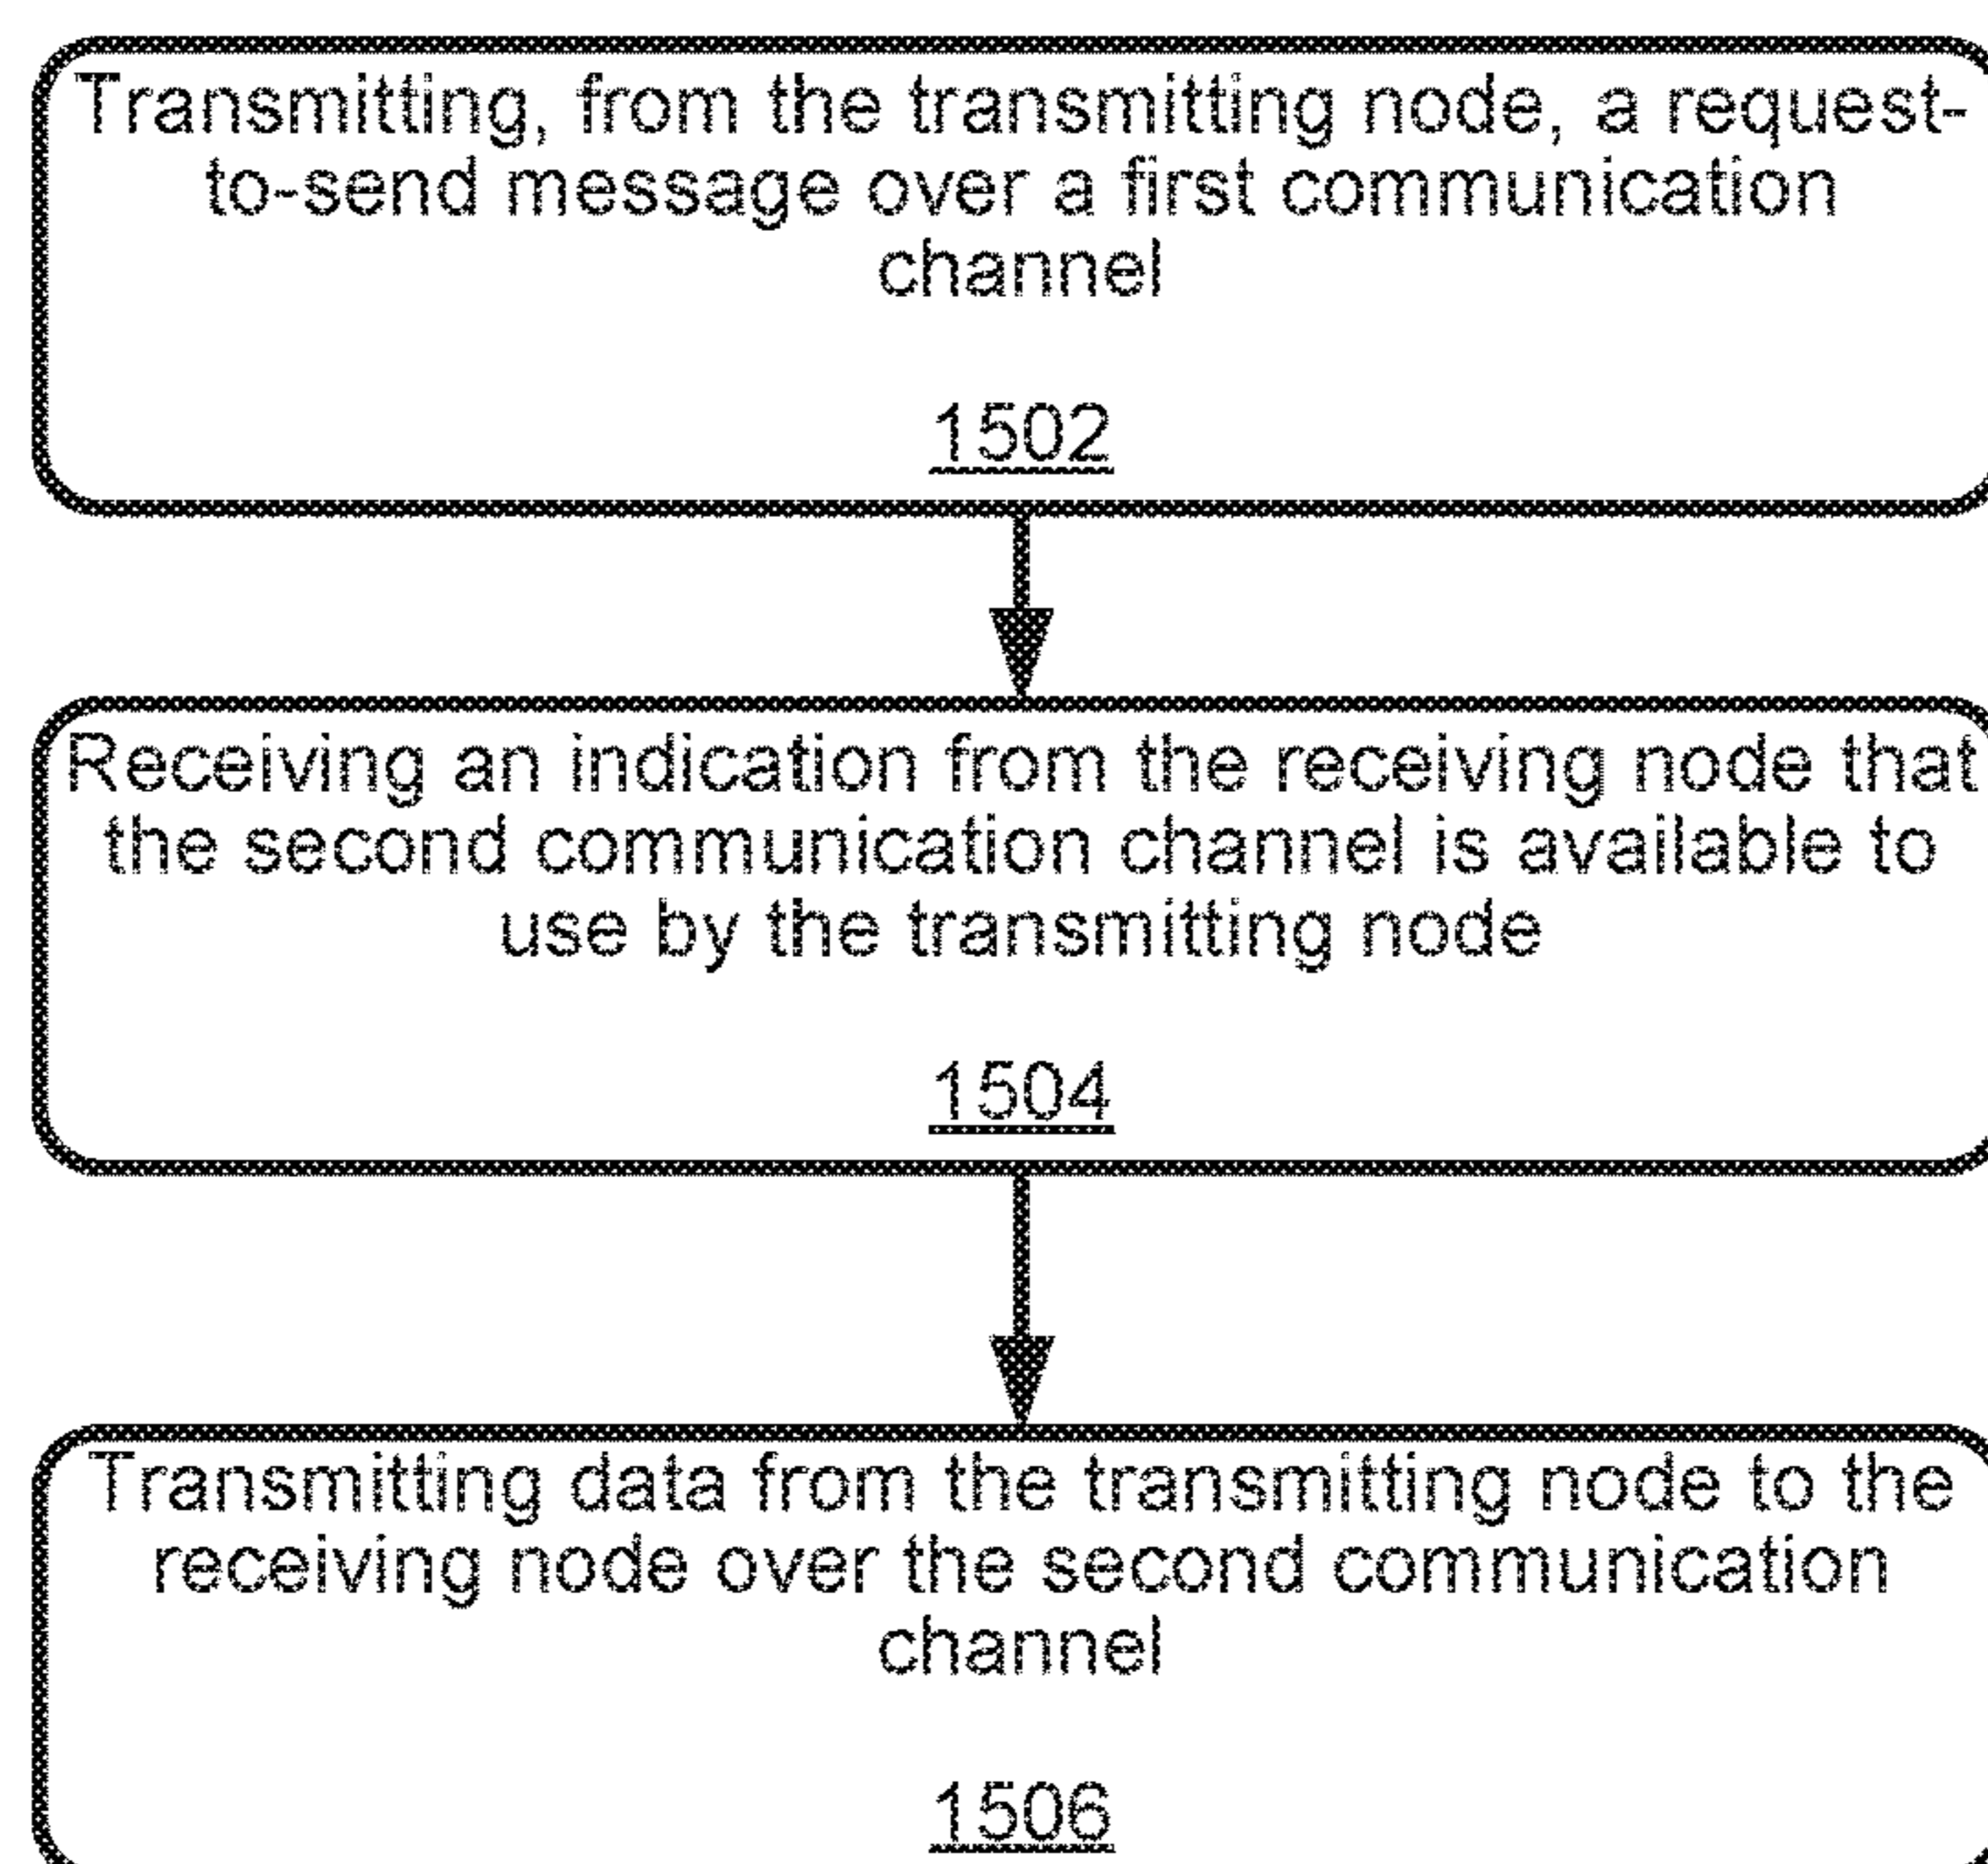 Transmitting, from the transmitting node, a request-
to-send message over a first communication
channel
1502
Receiving an indication from the receiving node that
the second communication channel is available to
use by the transmitting node
1504
Transmitting data from the transmitting node to the
receiving node over the second communication
channel
1506